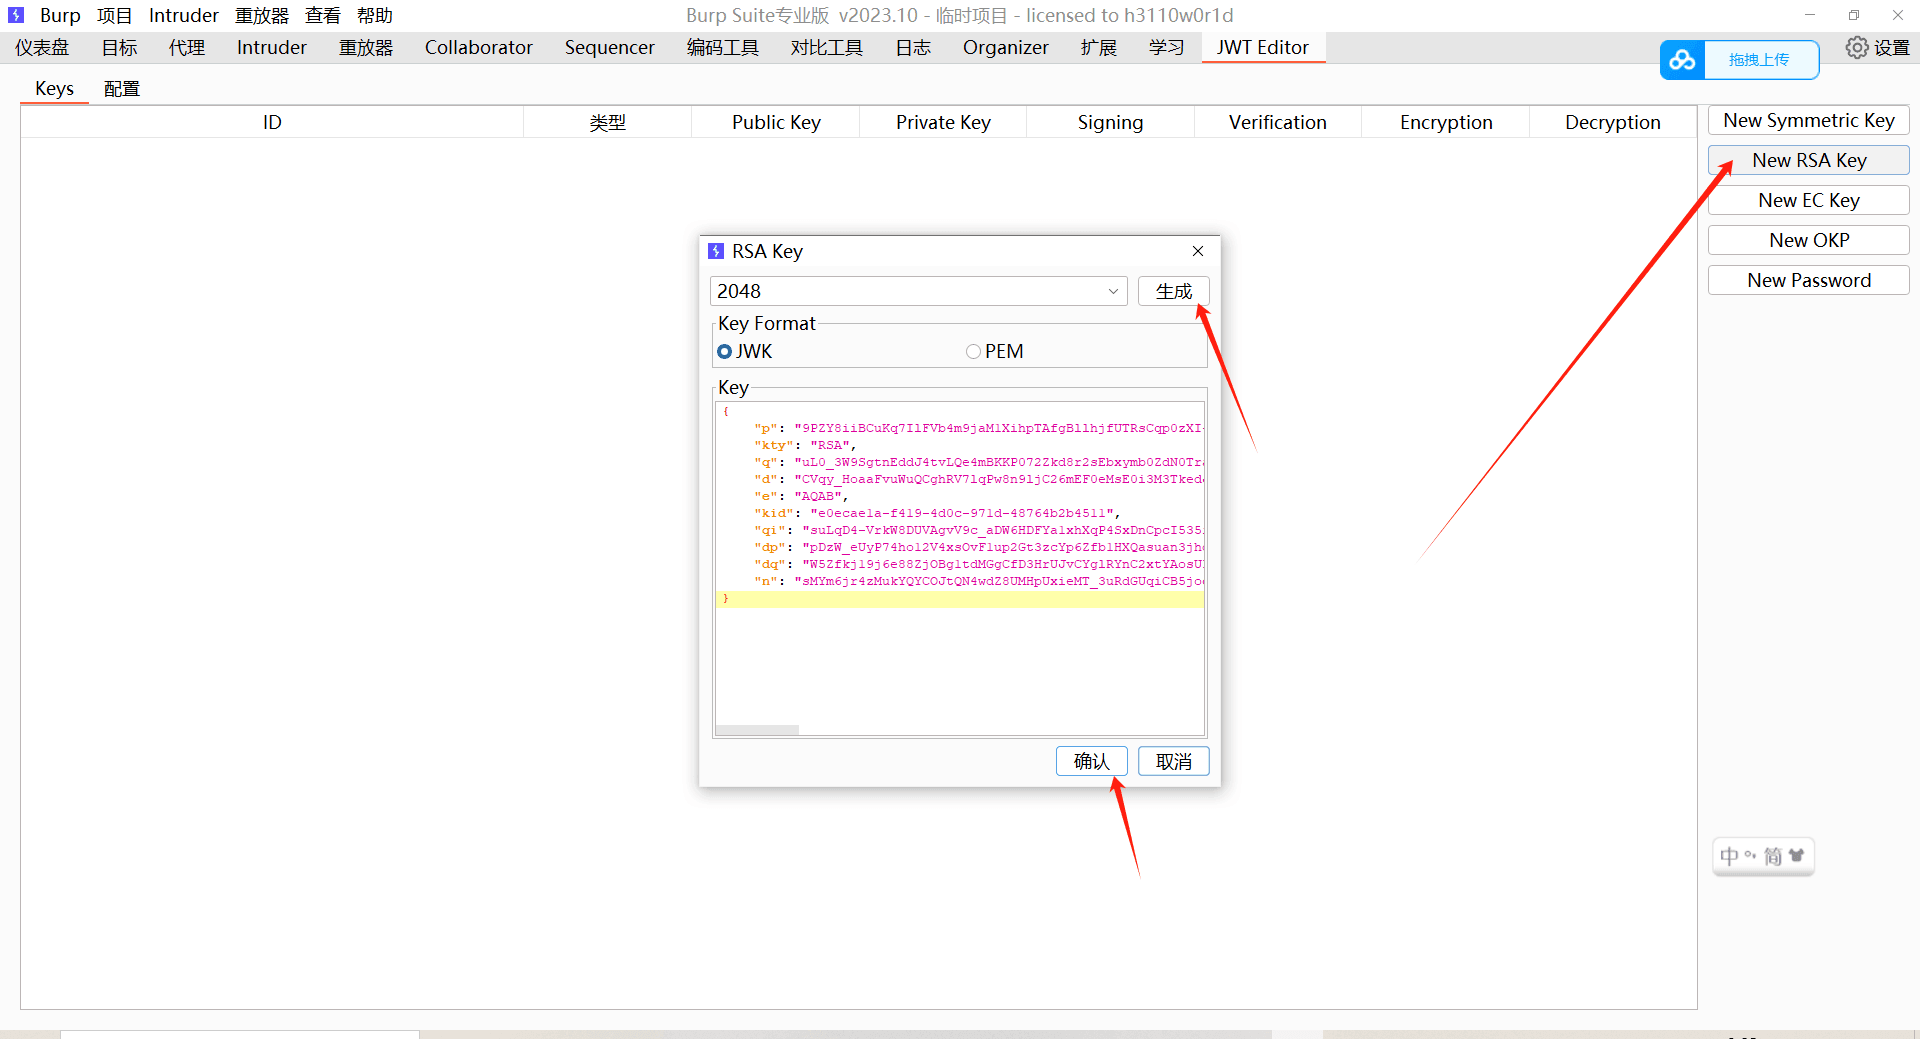 Burp 项目 Intruder 重放器 查看 帮助 Burp Suite专业版 v2023.10 - 临时项目 - licensed to h3110w0r1d
仪表盘 目标 代理 Intruder 重放器 Collaborator Sequencer 编码工具 对比工具 日志 Organizer 扩展 学习 JWT Editor 设置
拖拽上传
Keys 配置
ID 类型 Public Key Private Key Signing Verification Encryption Decryption
New Symmetric Key
New RSA Key
New EC Key
New OKP
New Password
RSA Key
2048 生成
Key Format
JWK PEM
Key
{
"p": "9PZY8iiBCuKq7I1FVb4m9jaM1XihpTAfgB11hjfUTRsCqp0zXI
"kty": "RSA",
"q": "uL0_3W9SgtnEddJ4tvLQe4mBKKP072Zkd8r2sEbxymb0ZdN0Tr
"d": "CVqy_HoaaFvuWuQCghRV7lqPw8n9ljC26mEF0eMsE0i3M3Tked
"e": "AQAB",
"kid": "e0ecae1a-f419-4d0c-971d-48764b2b4511",
"qi": "suLqD4-VrkW8DUVAgvV9c_aDW6HDFYa1xhXqP4SxDnCpcI535
"dp": "pDzW_eUyP74ho12V4xsOvF1up2Gt3zcYp6Zfb1HXQasuan3jh
"dq": "W5Zfkj19j6e88ZjOBg1tdMGgCfD3HrUJvCYglRYnC2xtYAosU
"n": "sMYm6jr4zMukYQYCOJtQN4wdZ8UMHpUxieMT_3uRdGUqiCB5jo
}
确认 取消
中 °, 简